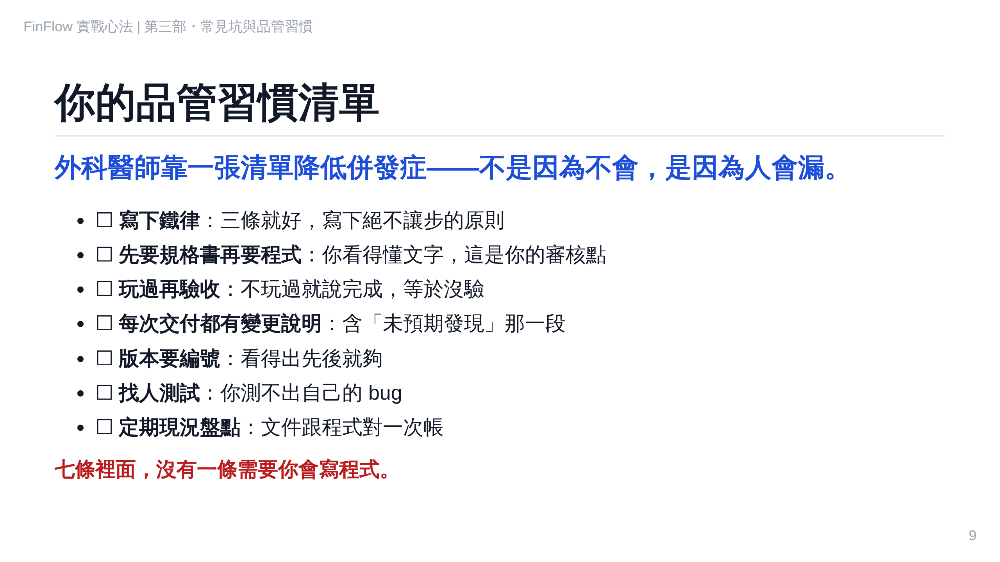 FinFlow 實戰心法 | 第三部・常見坑與品管習慣
你的品管習慣清單
外科醫師靠一張清單降低併發症——不是因為不會，是因為人會漏。
• ☐ 寫下鐵律：三條就好，寫下絕不讓步的原則
• ☐ 先要規格書再要程式：你看得懂文字，這是你的審核點
• ☐ 玩過再驗收：不玩過就說完成，等於沒驗
• ☐ 每次交付都有變更說明：含「未預期發現」那一段
• ☐ 版本要編號：看得出先後就夠
• ☐ 找人測試：你測不出自己的 bug
• ☐ 定期現況盤點：文件跟程式對一次帳
七條裡面，沒有一條需要你會寫程式。
9